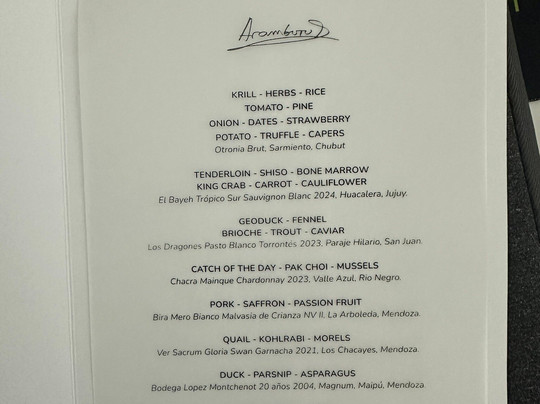 Aramburu
KRILL - HERBS - RICE
TOMATO - PINE
ONION - DATES - STRAWBERRY
POTATO - TRUFFLE - CAPERS
Otronia Brut, Sarmiento, Chubut
TENDERLOIN - SHISO - BONE MARROW
KING CRAB - CARROT - CAULIFLOWER
El Bayeh Trópico Sur Sauvignon Blanc 2024, Huacalera, Jujuy.
GEODUCK - FENNEL
BRIOCHE - TROUT - CAVIAR
Los Dragones Pasto Blanco Torrontés 2023, Paraje Hilario, San Juan.
CATCH OF THE DAY - PAK CHOI - MUSSELS
Chacra Mainque Chardonnay 2023, Valle Azul, Rio Negro.
PORK - SAFFRON - PASSION FRUIT
Bira Mero Bianco Malvasía de Crianza NV II, La Arboleda, Mendoza.
QUAIL - KOHLRABI - MORELS
Ver Sacrum Gloria Swan Garnacha 2021, Los Chacayes, Mendoza.
DUCK - PARSNIP - ASPARAGUS
Bodega Lopez Montchenot 20 años 2004, Magnum, Maipú, Mendoza.